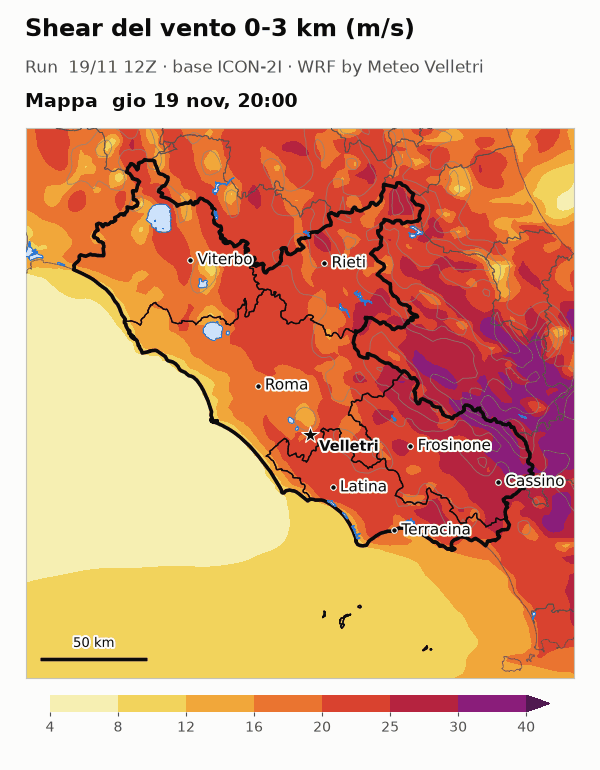 Shear del vento 0-3 km (m/s)
Run  19/11 12Z · base ICON-2I · WRF by Meteo Velletri
Mappa  gio 19 nov, 20:00
Viterbo
Rieti
Roma
Velletri
Frosinone
Cassino
Latina
Terracina
50 km
4 8 12 16 20 25 30 40